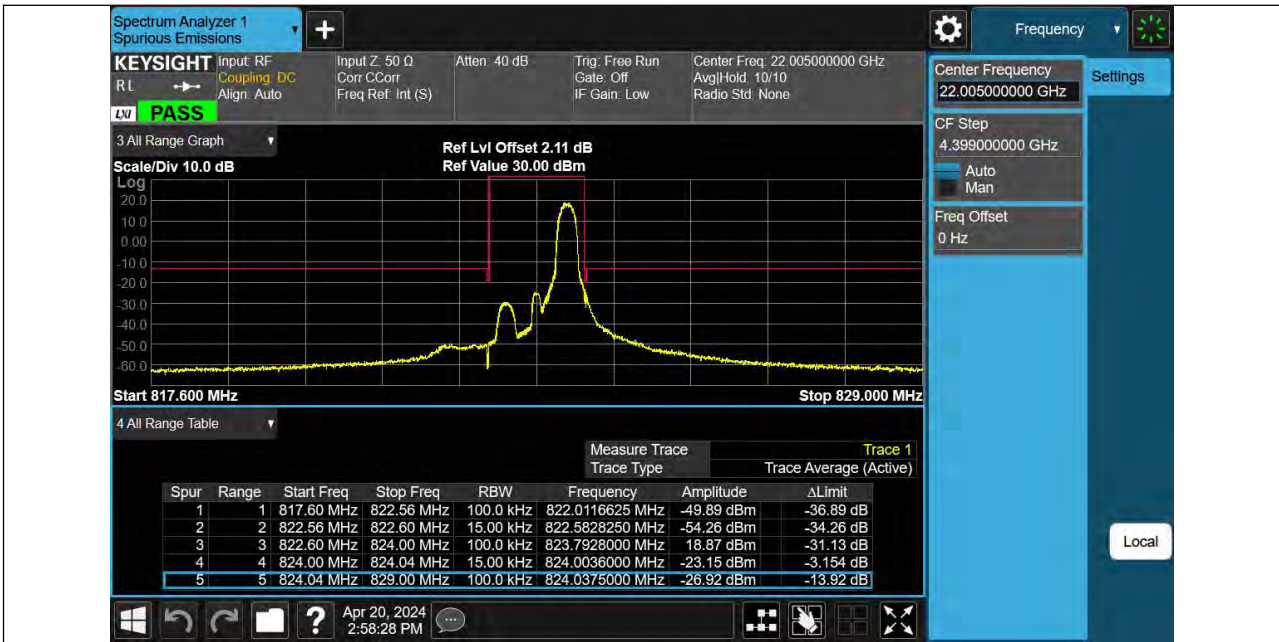 Spectrum Analyzer 1
Spurious Emissions
Frequency
KEYSIGHT Input: RF Input Z: 50 Ω Atten: 40 dB Trig: Free Run Center Freq: 22.005000000 GHz
RL Coupling: DC Corr CCorr Gate: Off Avg|Hold: 10/10
Align: Auto Freq Ref: Int (S) IF Gain: Low Radio Std: None
LXI PASS
Center Frequency
22.005000000 GHz
Settings
CF Step
4.399000000 GHz
Auto
Man
Freq Offset
0 Hz
3 All Range Graph
Ref Lvl Offset 2.11 dB
Scale/Div 10.0 dB Ref Value 30.00 dBm
Log
20.0
10.0
0.00
-10.0
-20.0
-30.0
-40.0
-50.0
-60.0
Start 817.600 MHz Stop 829.000 MHz
4 All Range Table
Measure Trace Trace 1
Trace Type Trace Average (Active)
Spur Range Start Freq Stop Freq RBW Frequency Amplitude ΔLimit
1 1 817.60 MHz 822.56 MHz 100.0 kHz 822.0116625 MHz -49.89 dBm -36.89 dB
2 2 822.56 MHz 822.60 MHz 15.00 kHz 822.5828250 MHz -54.26 dBm -34.26 dB
3 3 822.60 MHz 824.00 MHz 100.0 kHz 823.7928000 MHz 18.87 dBm -31.13 dB
4 4 824.00 MHz 824.04 MHz 15.00 kHz 824.0036000 MHz -23.15 dBm -3.154 dB
5 5 824.04 MHz 829.00 MHz 100.0 kHz 824.0375000 MHz -26.92 dBm -13.92 dB
Local
Apr 20, 2024
2:58:28 PM